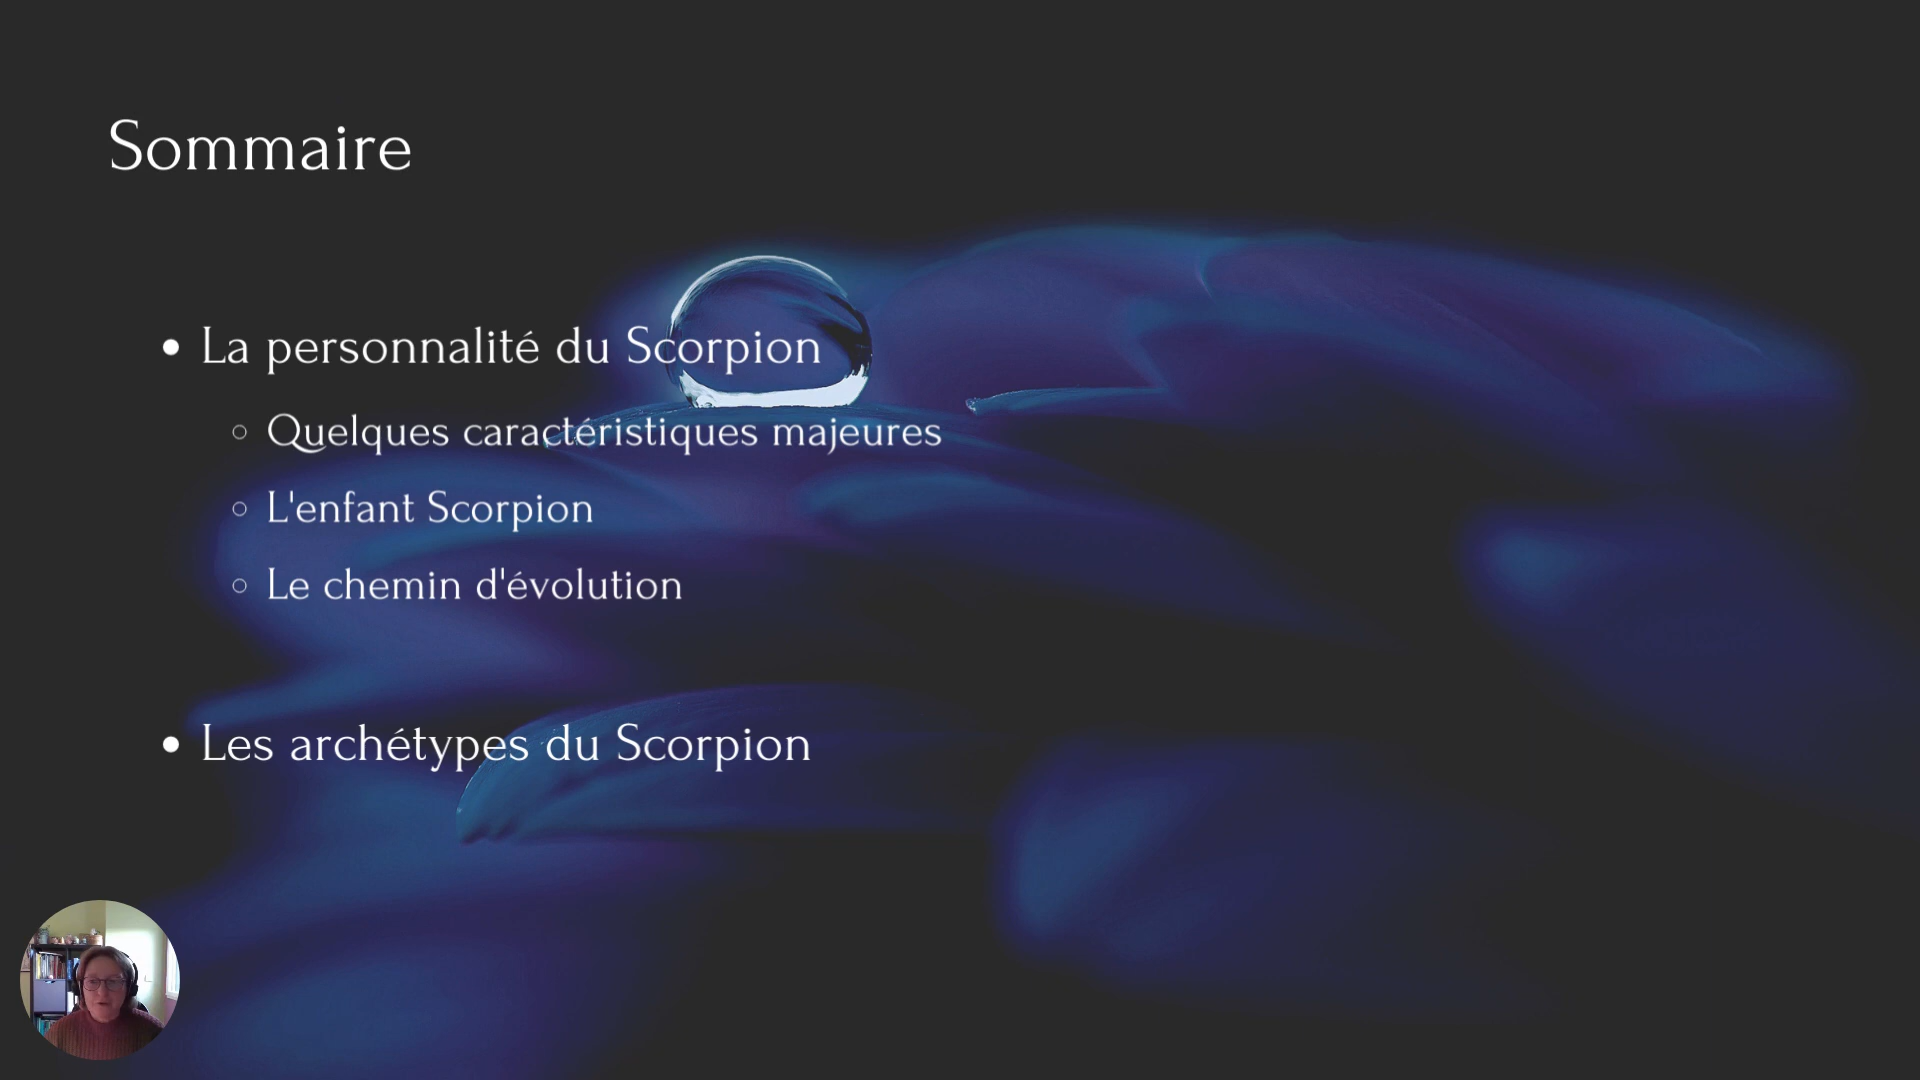 Sommaire
La personnalité du Scorpion
Quelques caractéristiques majeures
L'enfant Scorpion
Le chemin d'évolution
Les archétypes du Scorpion